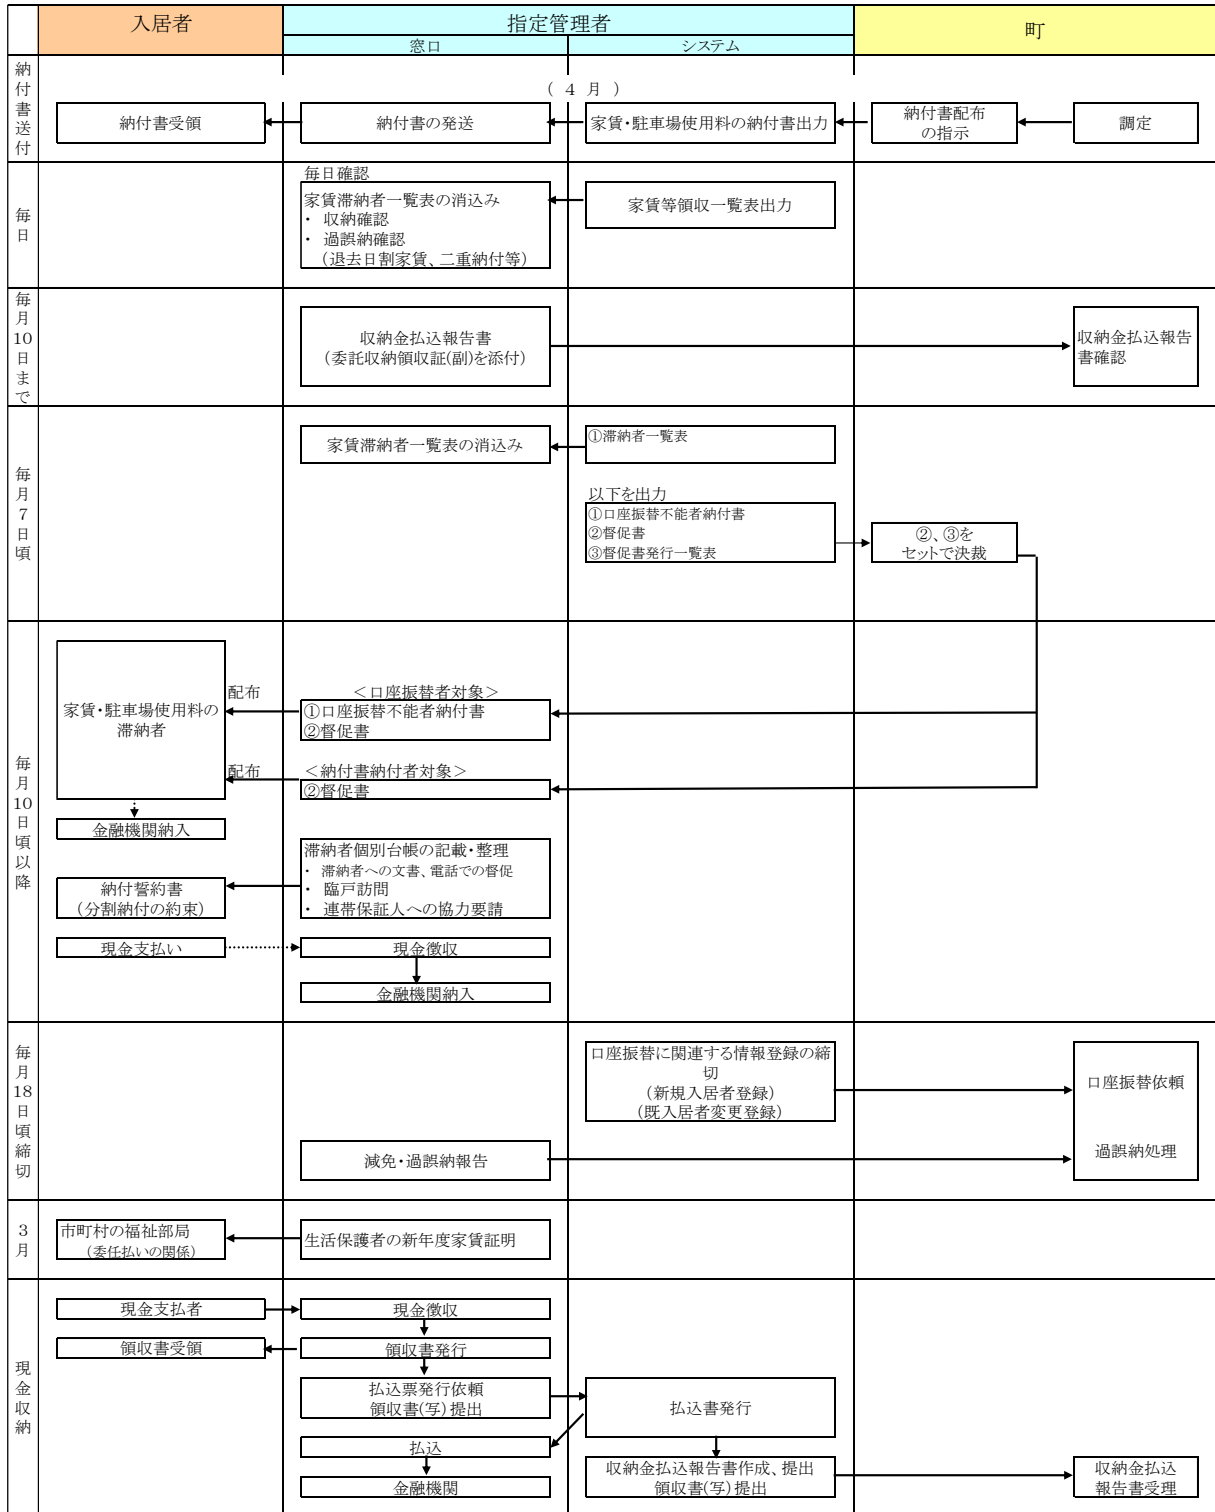 入居者
指定管理者
町
窓口
システム
納付書送付
(4月)
納付書受領
納付書の発送
家賃・駐車場使用料の納付書出力
納付書配布
の指示
調定
毎日
毎日確認
家賃滞納者一覧表の消込み
・ 収納確認
・ 過誤納確認
(退去日割家賃、二重納付等)
家賃等領収一覧表出力
毎月10日まで
収納金払込報告書
(委託収納領収証(副)を添付)
収納金払込報告
書確認
毎月7日頃
家賃滞納者一覧表の消込み
①滞納者一覧表
以下を出力
①口座振替不能者納付書
②督促書
③督促書発行一覧表
②、③を
セットで決裁
毎月10日頃以降
家賃・駐車場使用料の
滞納者
配布
<口座振替者対象>
①口座振替不能者納付書
②督促書
配布
<納付書納付者対象>
②督促書
金融機関納入
滞納者個別台帳の記載・整理
・ 滞納者への文書、電話での督促
・ 臨戸訪問
・ 連帯保証人への協力要請
納付誓約書
(分割納付の約束)
現金支払い
現金徴収
金融機関納入
毎月18日頃締切
口座振替に関連する情報登録の締
切
(新規入居者登録)
(既入居者変更登録)
口座振替依頼
減免・過誤納報告
過誤納処理
3月
市町村の福祉部局
(委任払いの関係)
生活保護者の新年度家賃証明
現金収納
現金支払者
現金徴収
領収書受領
領収書発行
払込票発行依頼
領収書(写)提出
払込書発行
払込
金融機関
収納金払込報告書作成、提出
領収書(写)提出
収納金払込
報告書受理